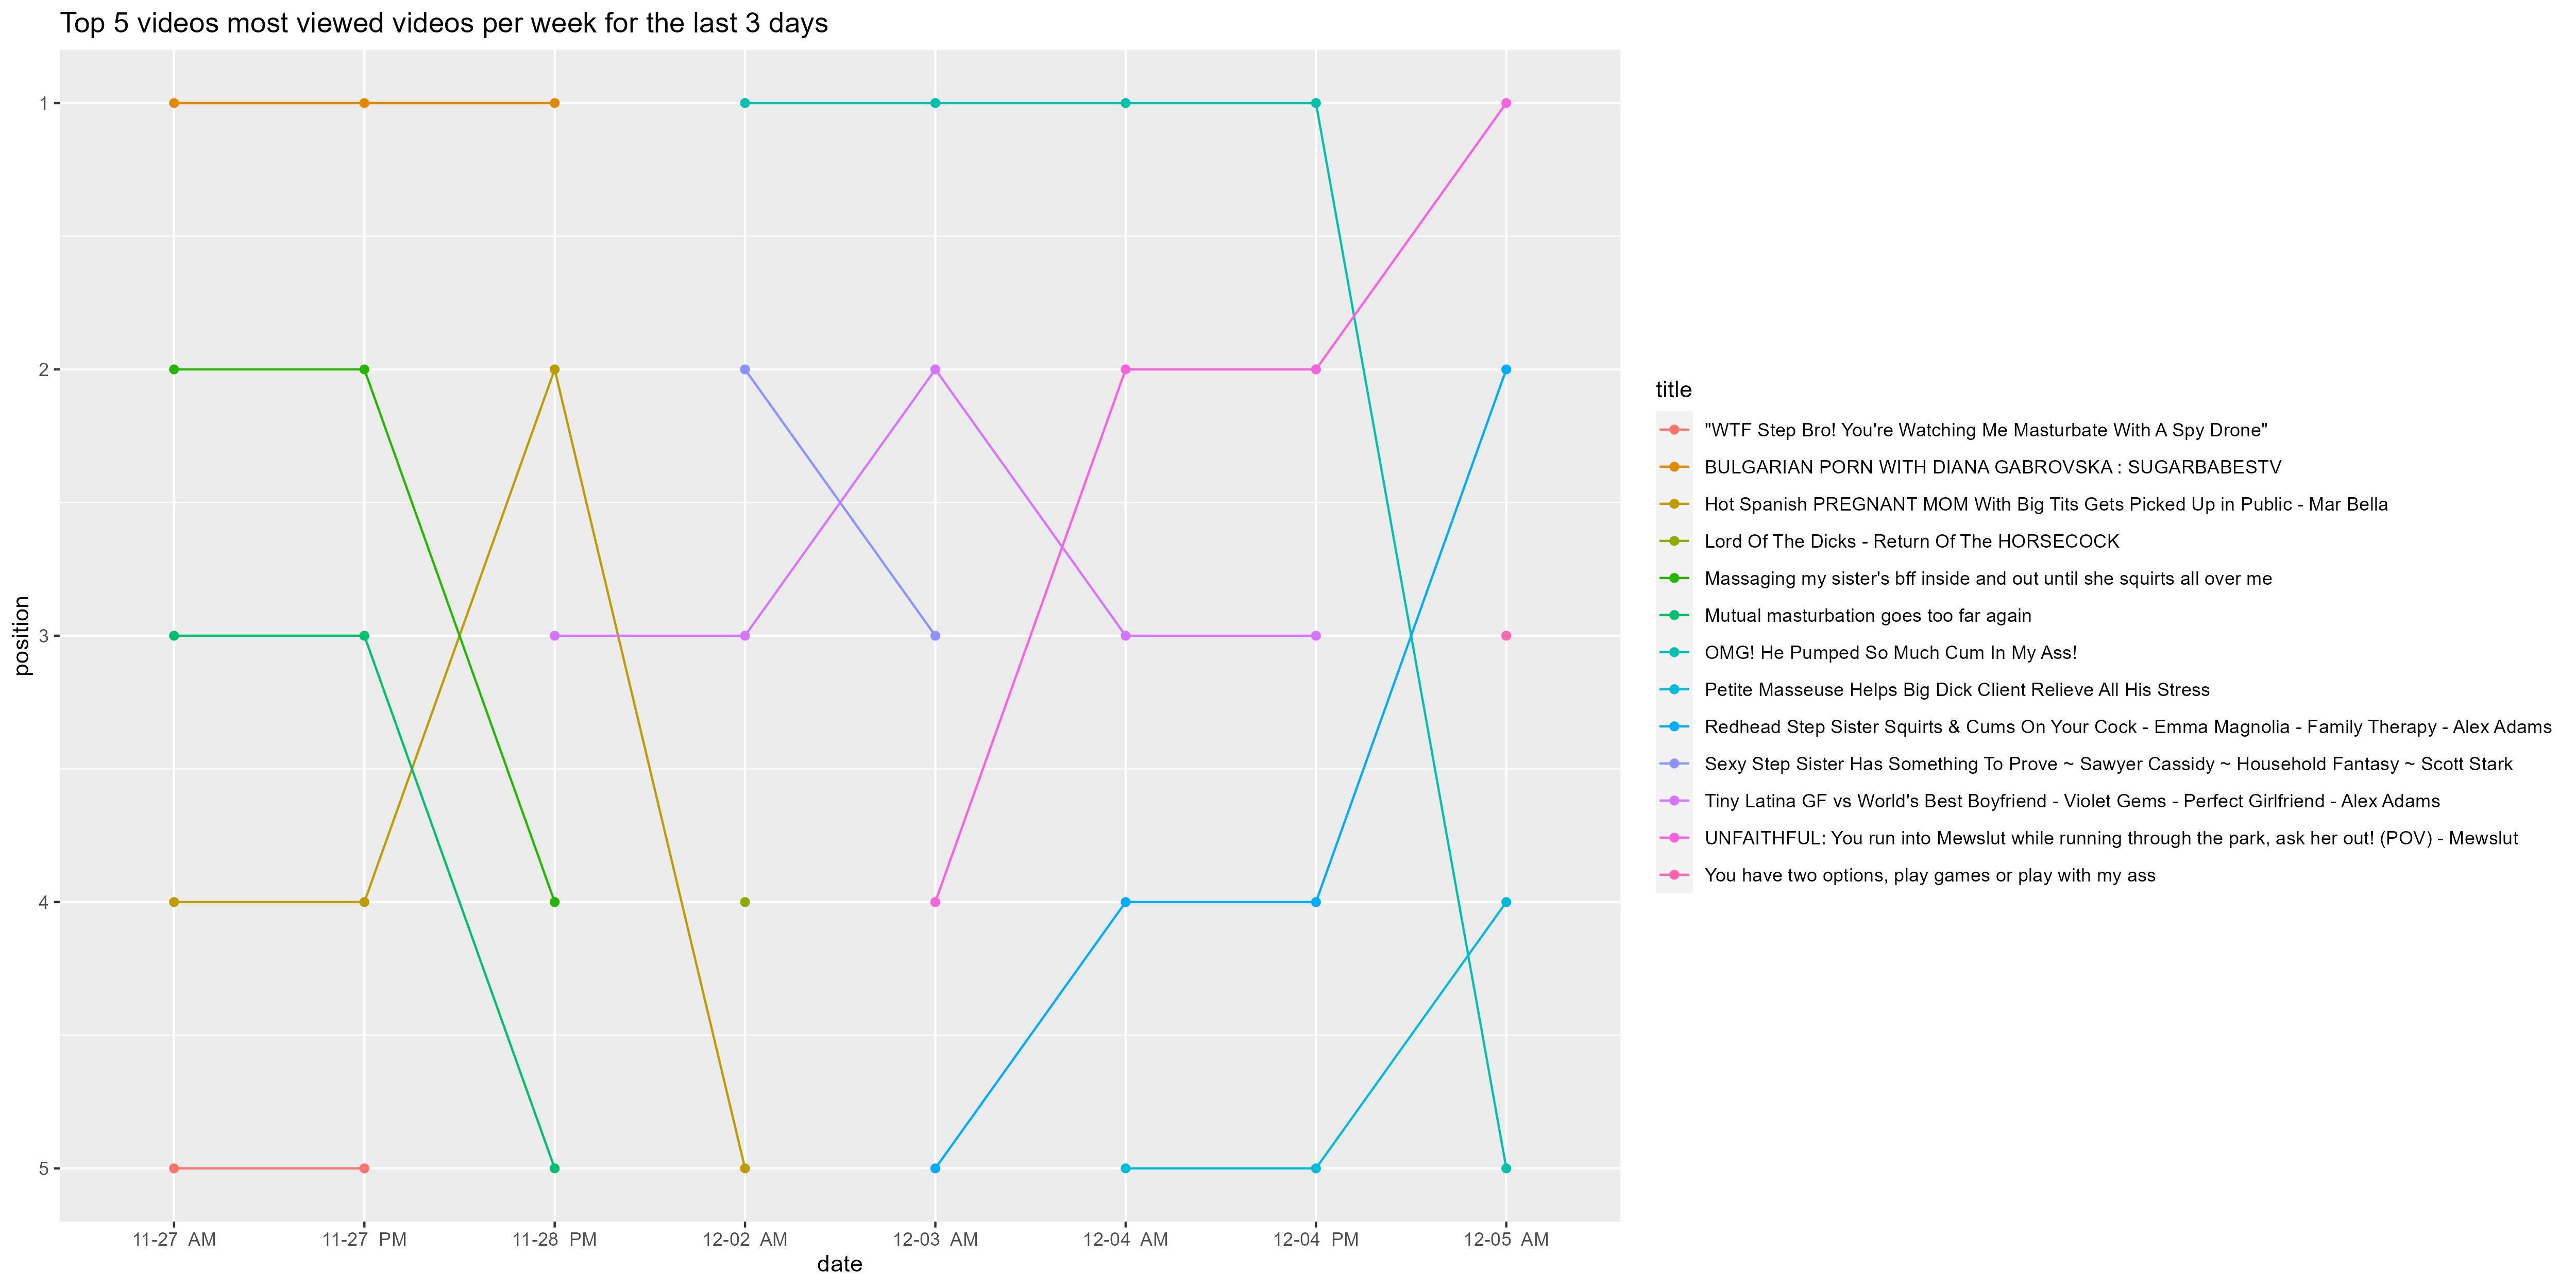 Top 5 videos most viewed videos per week for the last 3 days
position
1
2
3
4
5
11-27 AM
11-27 PM
11-28 PM
12-02 AM
12-03 AM
12-04 AM
12-04 PM
12-05 AM
date
title
"WTF Step Bro! You're Watching Me Masturbate With A Spy Drone"
BULGARIAN PORN WITH DIANA GABROVSKA : SUGARBABESTV
Hot Spanish PREGNANT MOM With Big Tits Gets Picked Up in Public - Mar Bella
Lord Of The Dicks - Return Of The HORSECOCK
Massaging my sister's bff inside and out until she squirts all over me
Mutual masturbation goes too far again
OMG! He Pumped So Much Cum In My Ass!
Petite Masseuse Helps Big Dick Client Relieve All His Stress
Redhead Step Sister Squirts & Cums On Your Cock - Emma Magnolia - Family Therapy - Alex Adams
Sexy Step Sister Has Something To Prove ~ Sawyer Cassidy ~ Household Fantasy ~ Scott Stark
Tiny Latina GF vs World's Best Boyfriend - Violet Gems - Perfect Girlfriend - Alex Adams
UNFAITHFUL: You run into Mewslut while running through the park, ask her out! (POV) - Mewslut
You have two options, play games or play with my ass